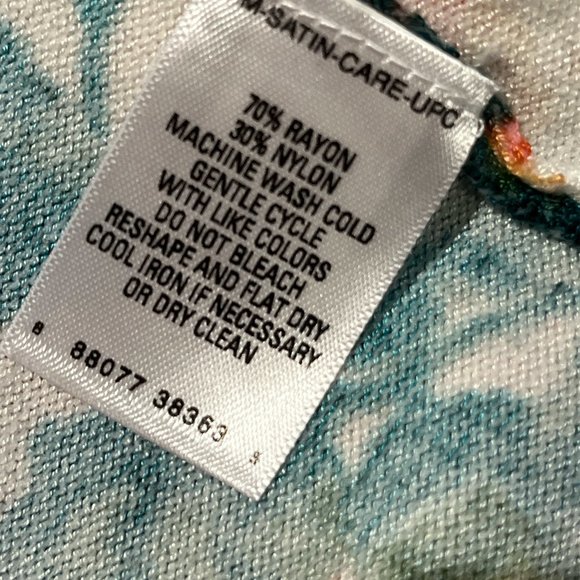 M-SATIN-CARE-UPC
70% RAYON
30% NYLON
MACHINE WASH COLD
GENTLE CYCLE
WITH LIKE COLORS
DO NOT BLEACH
RESHAPE AND FLAT DRY
COOL IRON IF NECESSARY
OR DRY CLEAN
8 88077 38363